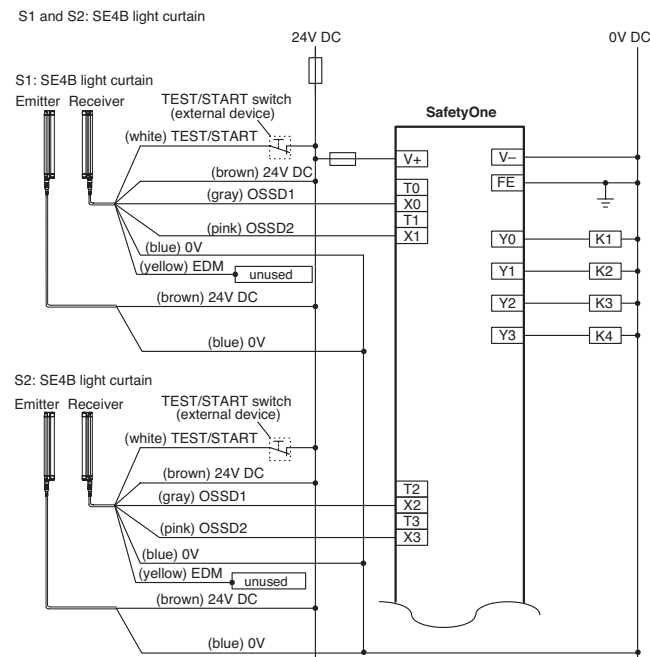 S1 and S2: SE4B light curtain
24V DC
0V DC
S1: SE4B light curtain
Emitter Receiver
TEST/START switch
(external device)
SafetyOne
(white) TEST/START
V+
V–
(brown) 24V DC
FE
T0
(gray) OSSD1
X0
T1
(pink) OSSD2
X1
Y0
K1
(blue) 0V
(yellow) EDM
unused
Y1
K2
(brown) 24V DC
Y2
K3
Y3
K4
(blue) 0V
S2: SE4B light curtain
Emitter Receiver
TEST/START switch
(external device)
(white) TEST/START
(brown) 24V DC
T2
(gray) OSSD1
X2
T3
(pink) OSSD2
X3
(blue) 0V
(yellow) EDM
unused
(brown) 24V DC
(blue) 0V